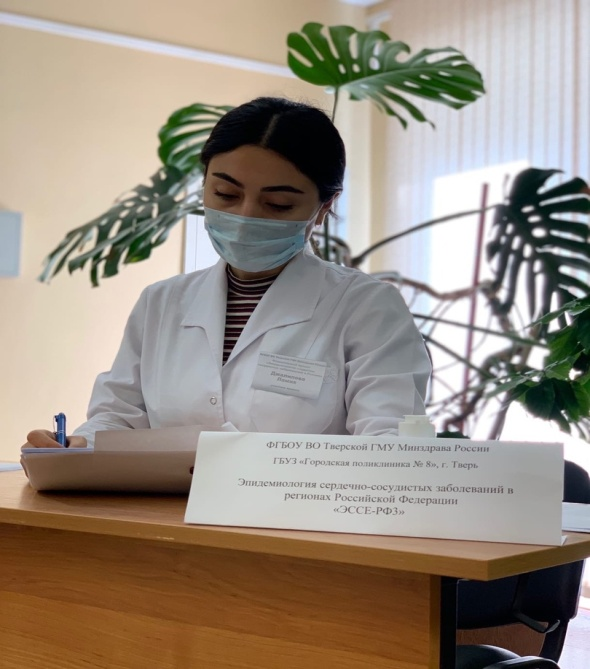 ФГБОУ ВО Тверской ГМУ Минздрава России
ГБУЗ «Городская поликлиника № 8», г. Тверь
Эпидемиология сердечно-сосудистых заболеваний в
регионах Российской Федерации
«ЭССЕ-РФ3»